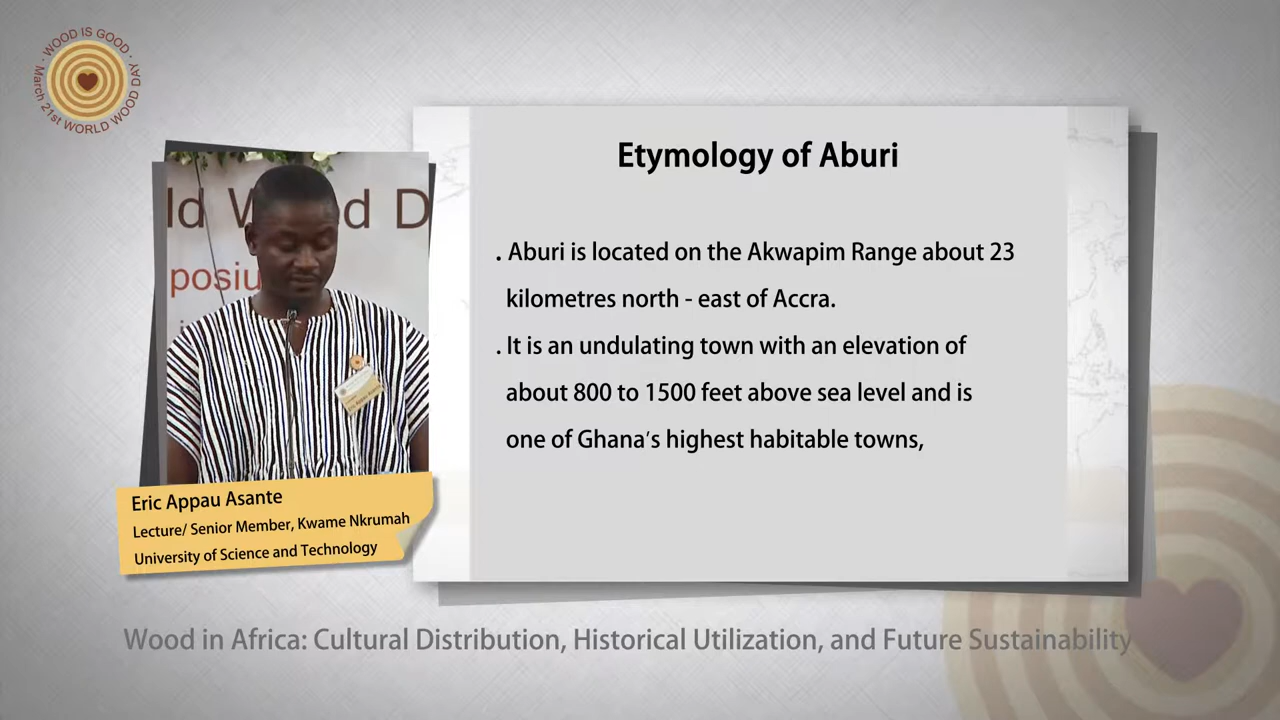 WOOD IS GOOD · March 21st WORLD WOOD DAY ·
Etymology of Aburi
. Aburi is located on the Akwapim Range about 23
kilometres north - east of Accra.
. It is an undulating town with an elevation of
about 800 to 1500 feet above sea level and is
one of Ghana's highest habitable towns,
ld W d D
posiu
Eric Appau Asante
Lecture/ Senior Member, Kwame Nkrumah
University of Science and Technology
Wood in Africa: Cultural Distribution, Historical Utilization, and Future Sustainability